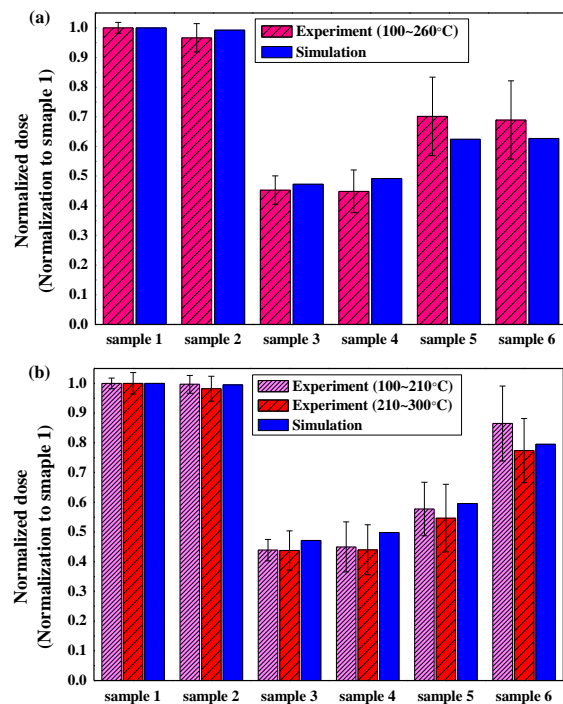 (a)
Experiment (100~260°C)
Simulation
Normalized dose
(Normalization to smaple 1)
1.0
0.9
0.8
0.7
0.6
0.5
0.4
0.3
0.2
0.1
0.0
sample 1 sample 2 sample 3 sample 4 sample 5 sample 6
(b)
Experiment (100~210°C)
Experiment (210~300°C)
Simulation
Normalized dose
(Normalization to smaple 1)
1.0
0.9
0.8
0.7
0.6
0.5
0.4
0.3
0.2
0.1
0.0
sample 1 sample 2 sample 3 sample 4 sample 5 sample 6